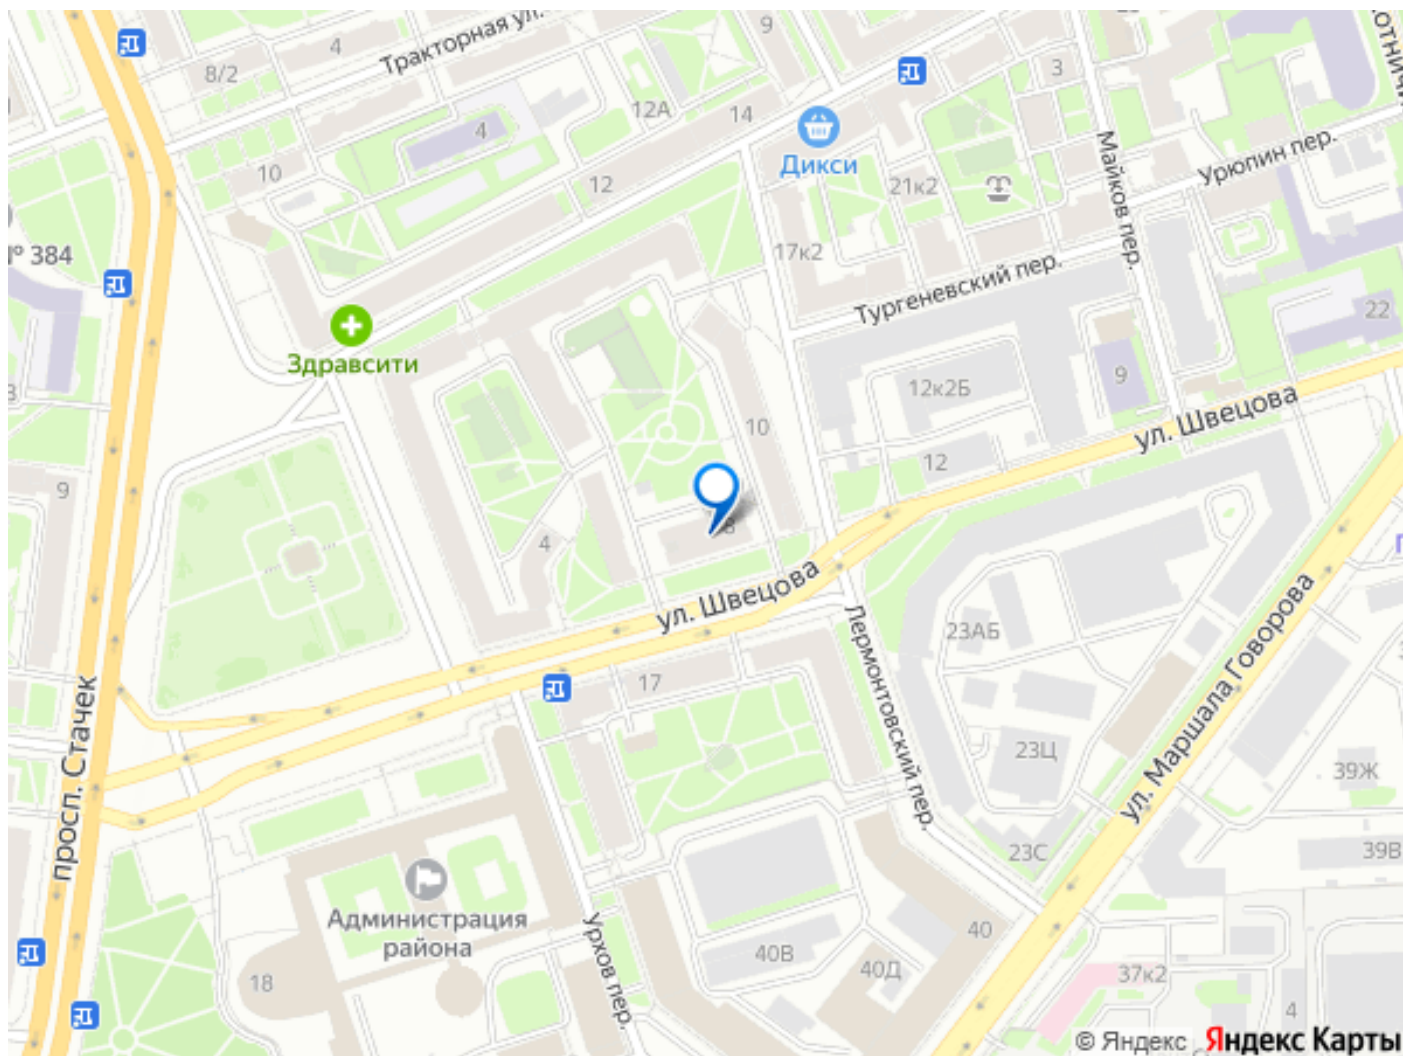 9
3
4
Тракторная ул.
8/2
12А
14
4
Майков пер.
Урюпин пер.
Дикси
10
12
21к2
№ 384
17к2
Тургеневский пер.
22
Здравсити
9
12к2Б
ул. Швецова
10
9
12
8
4
ул. Швецова
23АБ
Лермонтовский пер.
17
просп. Стачек
ул. Маршала Говорова
23Ц
39Ж
23С
39В
Администрация
района
40
Урхов пер.
40В
40Д
18
37к2
4
© Яндекс Яндекс Карты